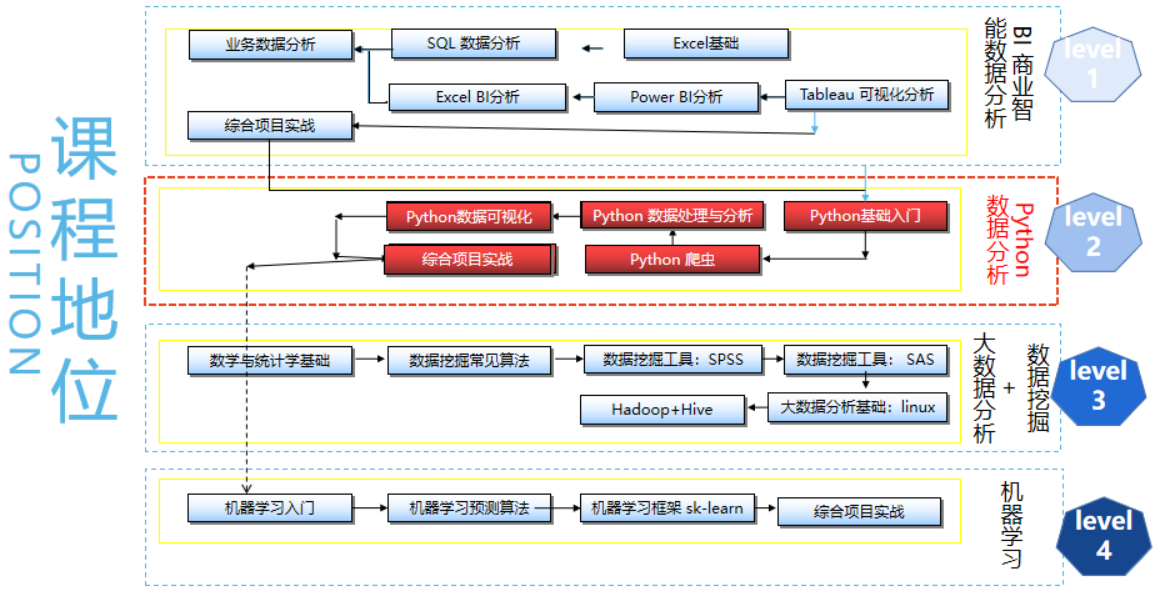 课程地位
POSITION
业务数据分析
SQL 数据分析
Excel基础
Excel BI分析
Power BI分析
Tableau 可视化分析
综合项目实战
BI 商业智
能数据分析
level
1
Python数据可视化
Python 数据处理与分析
Python基础入门
综合项目实战
Python 爬虫
Python
数据分析
level
2
数学与统计学基础
数据挖掘常见算法
数据挖掘工具：SPSS
数据挖掘工具： SAS
Hadoop+Hive
大数据分析基础：linux
数据挖掘
+
大数据分析
level
3
机器学习入门
机器学习预测算法
机器学习框架 sk-learn
综合项目实战
机器学习
level
4